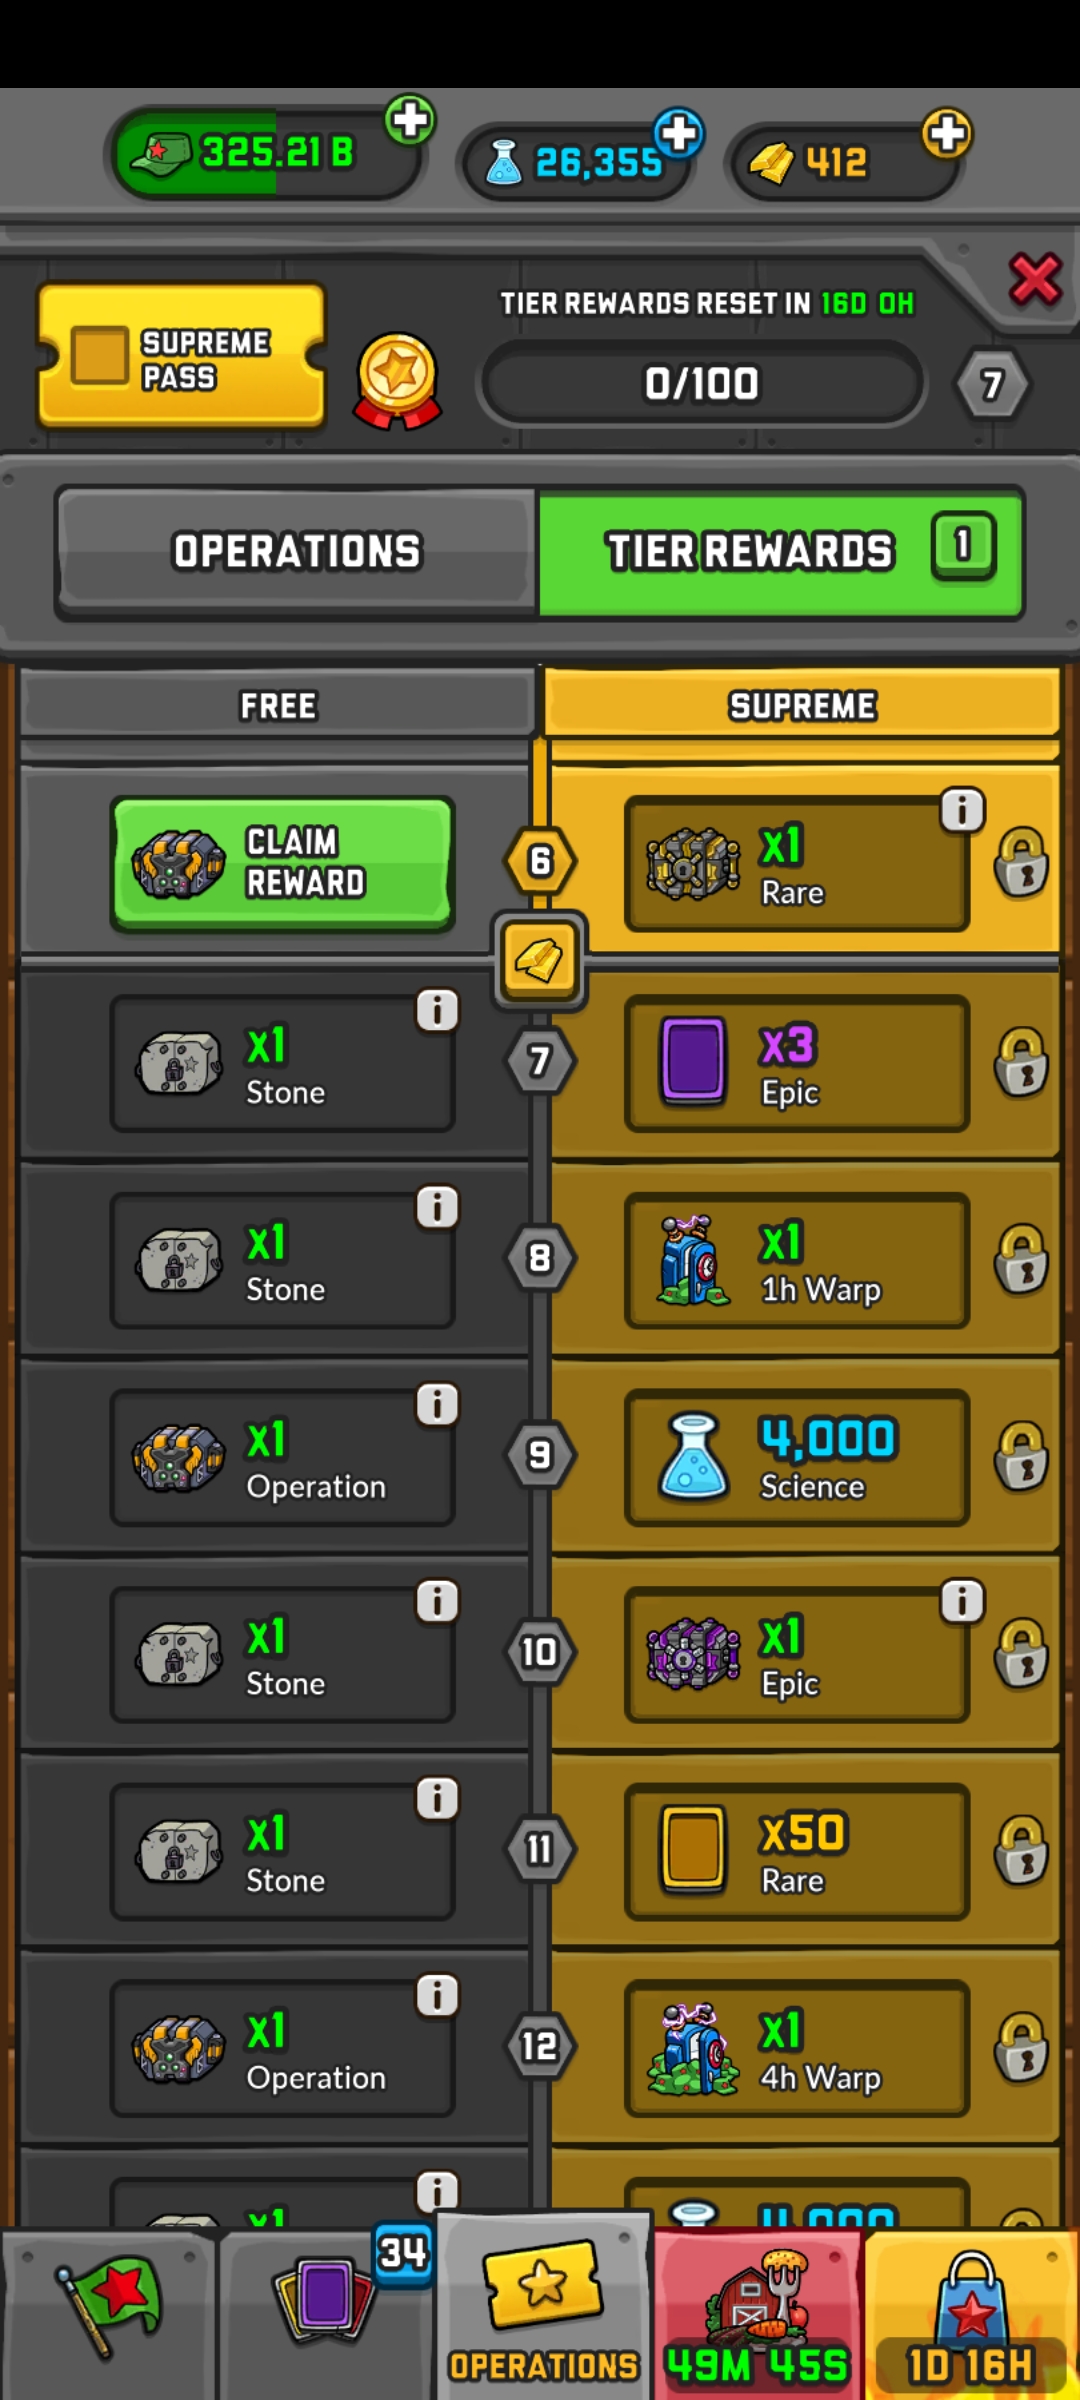 325.21 B
26,355
412
TIER REWARDS RESET IN 16D 0H
SUPREME
PASS
0/100
7
OPERATIONS
TIER REWARDS
1
FREE
SUPREME
CLAIM
REWARD
6
x1
Rare
i
x1
Stone
i
7
x3
Epic
x1
Stone
i
8
x1
1h Warp
x1
Operation
i
9
4,000
Science
x1
Stone
i
10
x1
Epic
i
x1
Stone
i
11
x50
Rare
x1
Operation
i
12
x1
4h Warp
x1
i
4,000
34
OPERATIONS
49M 45S
1D 16H